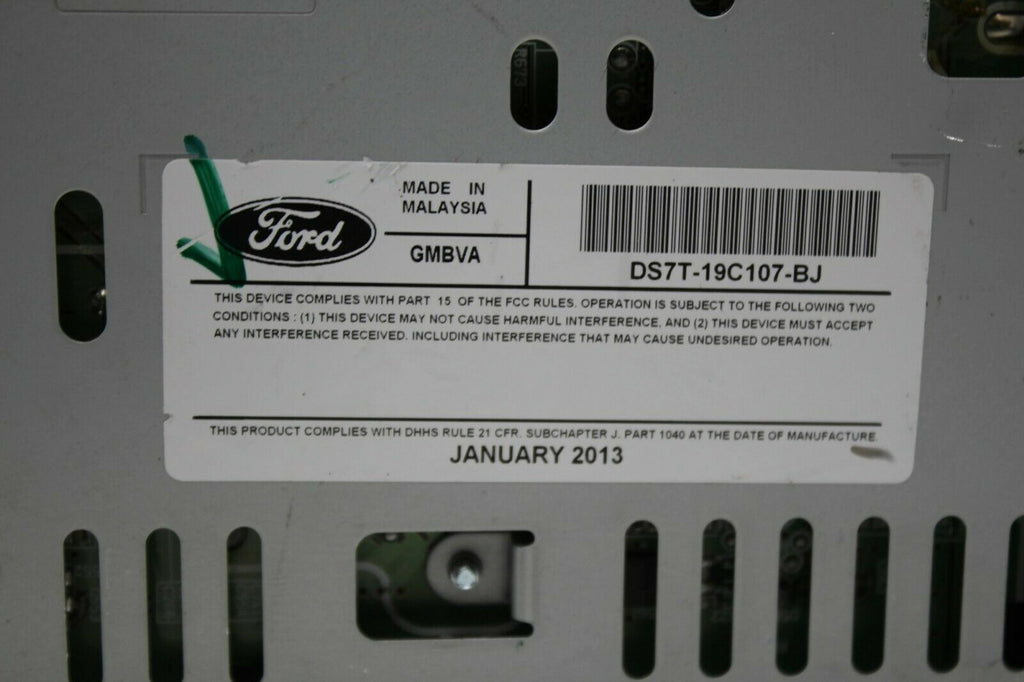 R673
Ford
MADE IN
MALAYSIA
GMBVA
DS7T-19C107-BJ
THIS DEVICE COMPLIES WITH PART 15 OF THE FCC RULES. OPERATION IS SUBJECT TO THE FOLLOWING TWO
CONDITIONS : (1) THIS DEVICE MAY NOT CAUSE HARMFUL INTERFERENCE, AND (2) THIS DEVICE MUST ACCEPT
ANY INTERFERENCE RECEIVED. INCLUDING INTERFERENCE THAT MAY CAUSE UNDESIRED OPERATION.
THIS PRODUCT COMPLIES WITH DHHS RULE 21 CFR. SUBCHAPTER J. PART 1040 AT THE DATE OF MANUFACTURE.
JANUARY 2013